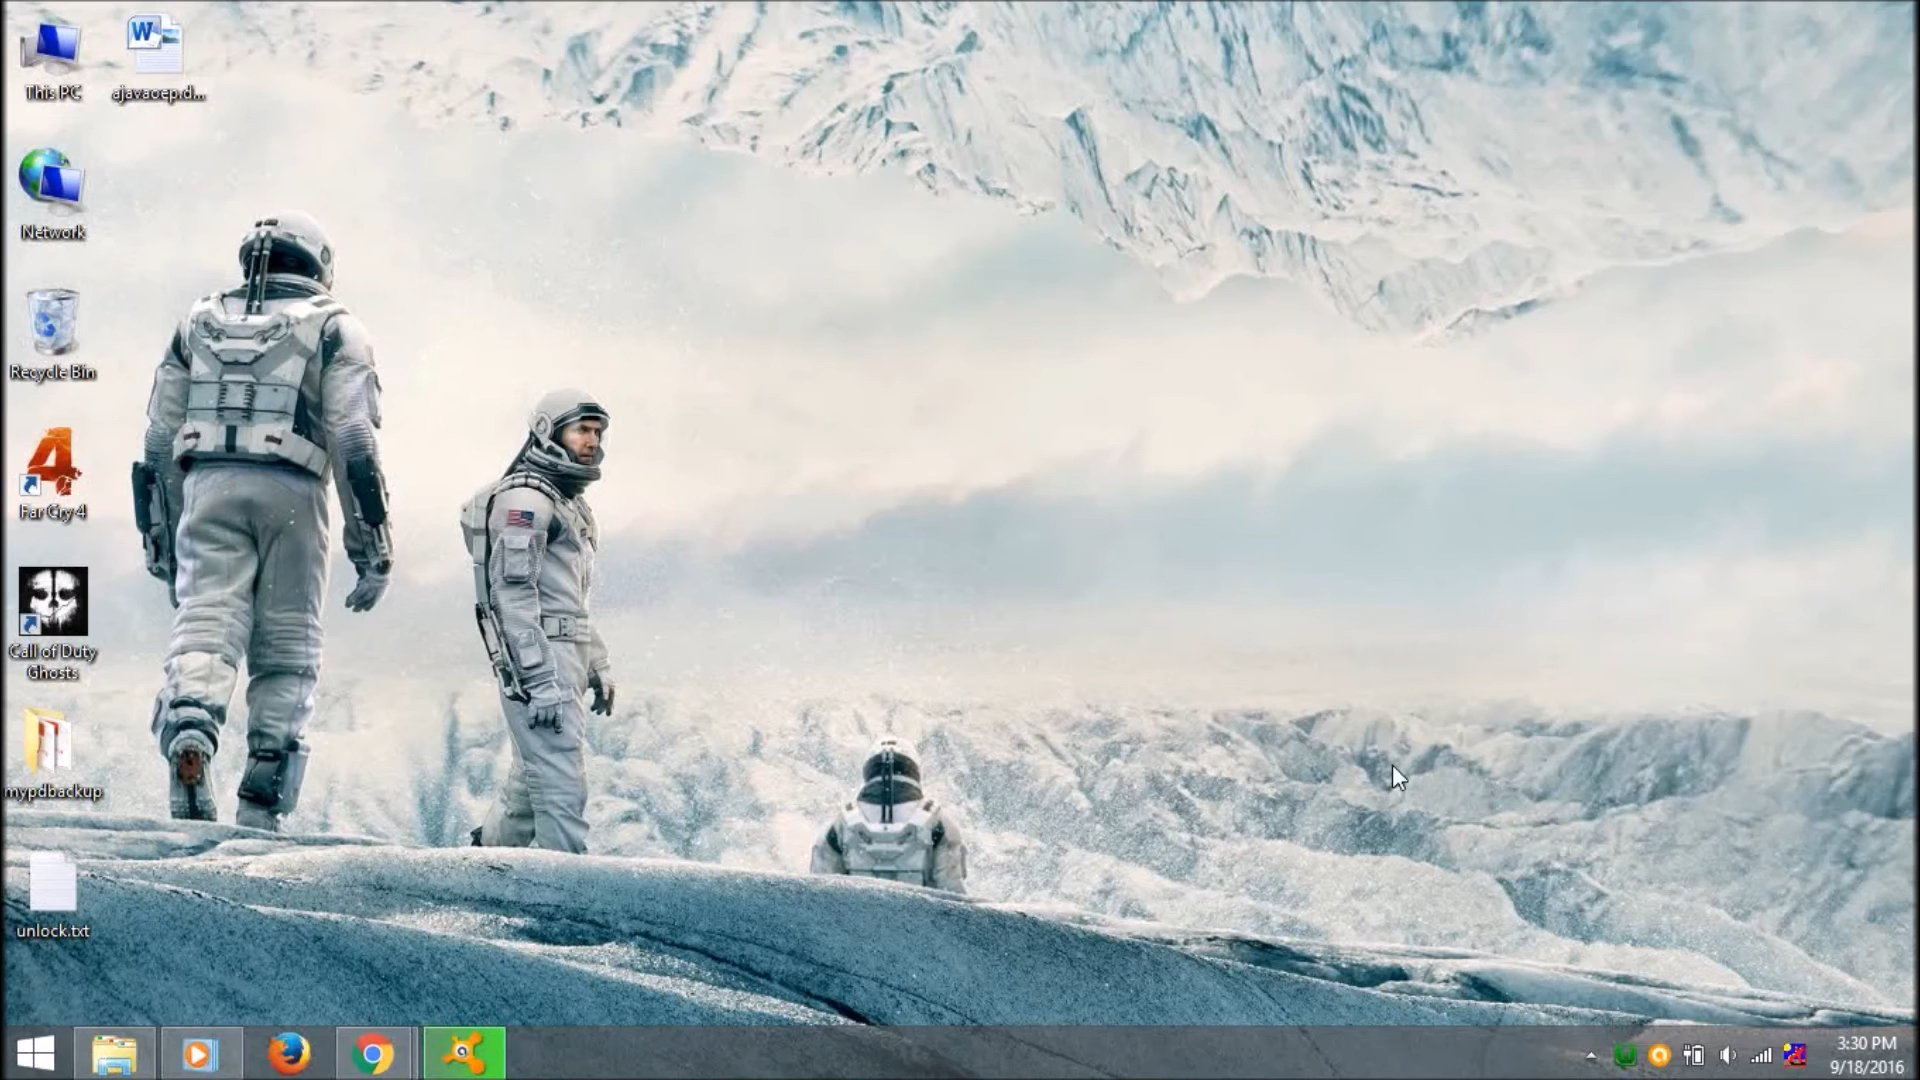 This PC
ajavaoep.d...
Network
Recycle Bin
Far Cry 4
Call of Duty
Ghosts
mypdbackup
unlock.txt
3:30 PM
9/18/2016